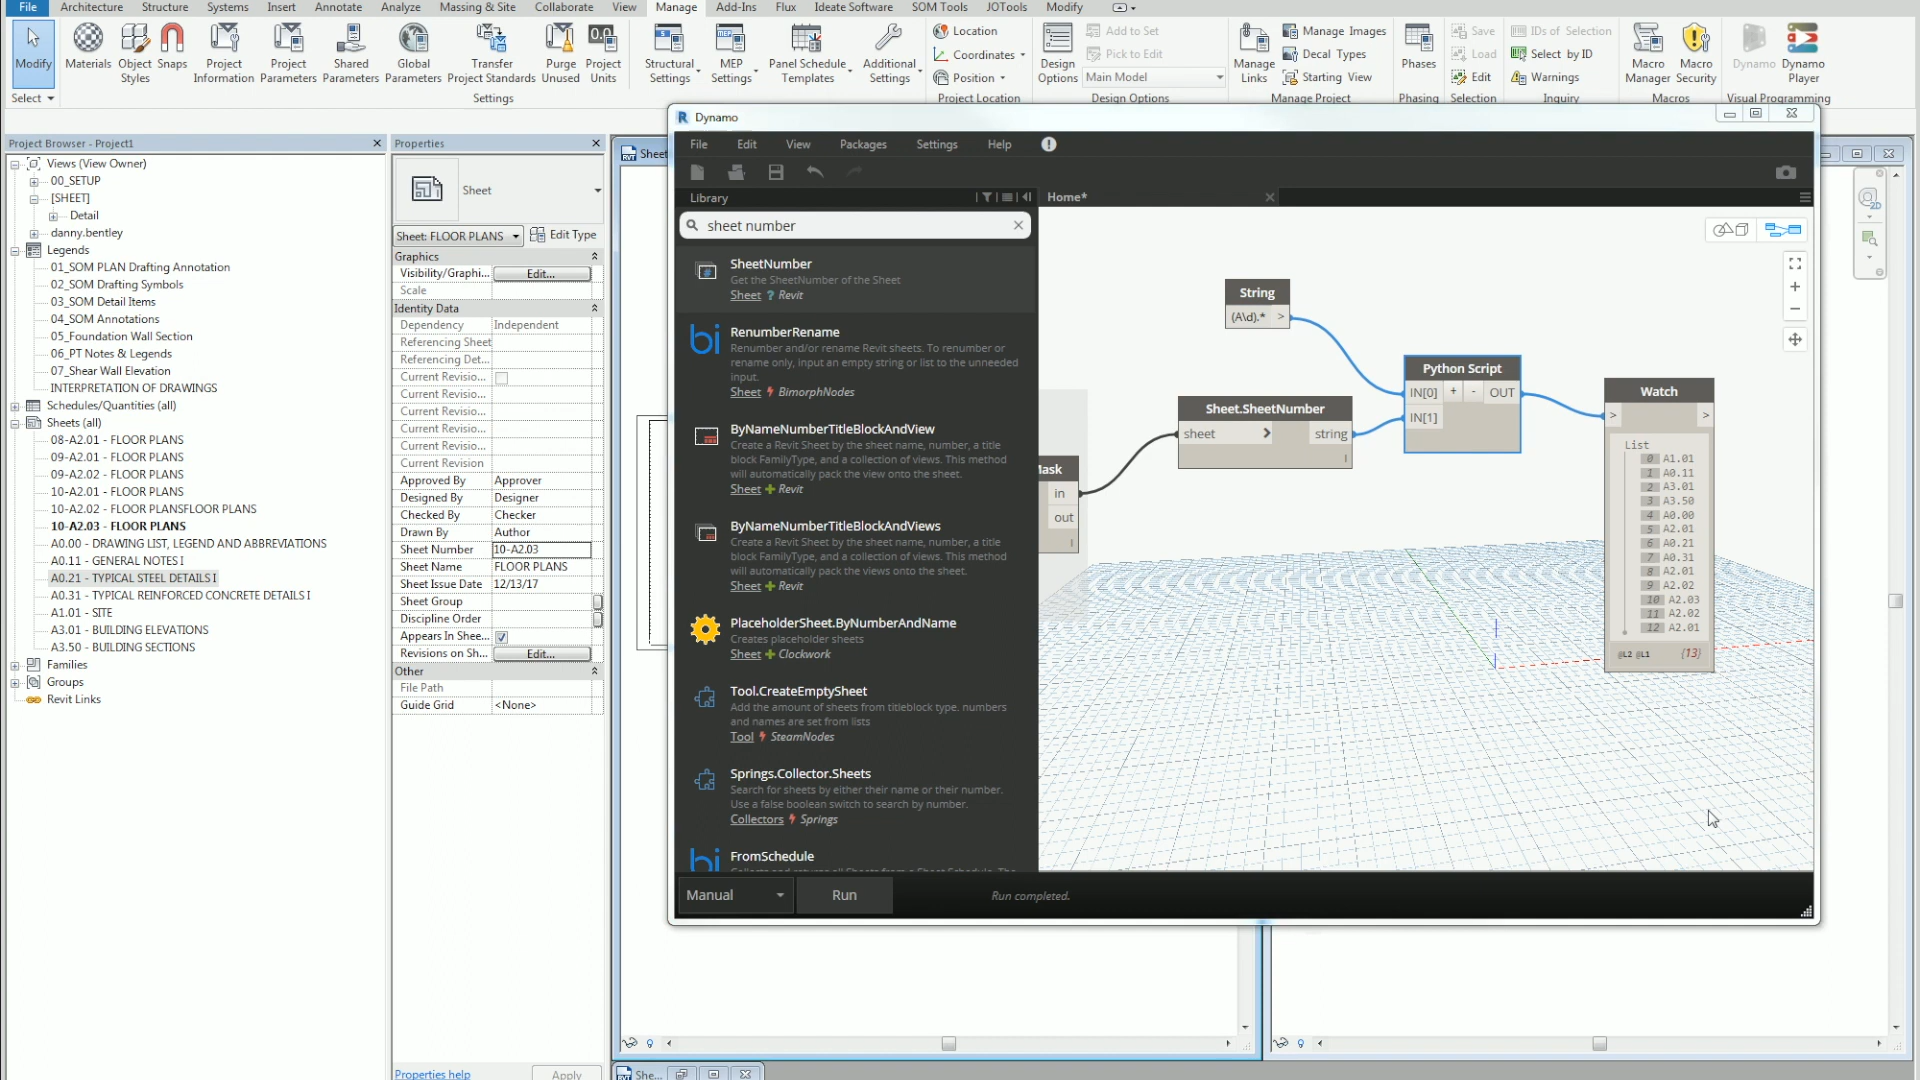 File Architecture Structure Systems Insert Annotate Analyze Massing & Site Collaborate View Manage Add-Ins Flux Ideate Software SOM Tools JOTools Modify
Modify
Materials
Object Styles
Snaps
Project Information
Project Parameters
Shared Parameters
Global Parameters
Transfer Project Standards
Purge Unused
Project Units
Structural Settings
MEP Settings
Panel Schedule Templates
Additional Settings
Location
Coordinates
Position
Design Options
Add to Set
Pick to Edit
Main Model
Manage Links
Manage Images
Decal Types
Starting View
Phases
Save
Load
Edit
IDs of Selection
Select by ID
Warnings
Macro Manager
Macro Security
Dynamo
Dynamo Player
Select
Settings
Project Location
Design Options
Manage Project
Phasing
Selection
Inquiry
Macros
Visual Programming
Project Browser - Project1
Views (View Owner)
00_SETUP
[SHEET]
Detail
danny.bentley
Legends
01_SOM PLAN Drafting Annotation
02_SOM Drafting Symbols
03_SOM Detail Items
04_SOM Annotations
05_Foundation Wall Section
06_PT Notes & Legends
07_Shear Wall Elevation
INTERPRETATION OF DRAWINGS
Schedules/Quantities (all)
Sheets (all)
08-A2.01 - FLOOR PLANS
09-A2.01 - FLOOR PLANS
09-A2.02 - FLOOR PLANS
10-A2.01 - FLOOR PLANS
10-A2.02 - FLOOR PLANSFLOOR PLANS
10-A2.03 - FLOOR PLANS
A0.00 - DRAWING LIST, LEGEND AND ABBREVIATIONS
A0.11 - GENERAL NOTES I
A0.21 - TYPICAL STEEL DETAILS I
A0.31 - TYPICAL REINFORCED CONCRETE DETAILS I
A1.01 - SITE
A3.01 - BUILDING ELEVATIONS
A3.50 - BUILDING SECTIONS
Families
Groups
Revit Links
Properties
Sheet
Sheet: FLOOR PLANS
Edit Type
Graphics
Visibility/Graphi... Edit...
Scale
Identity Data
Dependency Independent
Referencing Sheet
Referencing Det...
Current Revisio...
Current Revisio...
Current Revisio...
Current Revisio...
Current Revisio...
Current Revision
Approved By Approver
Designed By Designer
Checked By Checker
Drawn By Author
Sheet Number 10-A2.03
Sheet Name FLOOR PLANS
Sheet Issue Date 12/13/17
Sheet Group
Discipline Order
Appears In Shee...
Revisions on Sh... Edit...
Other
File Path
Guide Grid <None>
Properties help
Apply
Sheet
Dynamo
File Edit View Packages Settings Help
Library
Home*
sheet number
SheetNumber
Get the SheetNumber of the Sheet
Sheet ? Revit
bi RenumberRename
Renumber and/or rename Revit sheets. To renumber or
rename only, input an empty string or list to the unneeded
input.
Sheet BimorphNodes
ByNameNumberTitleBlockAndView
Create a Revit Sheet by the sheet name, number, a title
block FamilyType, and a collection of views. This method
will automatically pack the view onto the sheet.
Sheet + Revit
ByNameNumberTitleBlockAndViews
Create a Revit Sheet by the sheet name, number, a title
block FamilyType, and a collection of views. This method
will automatically pack the views onto the sheet.
Sheet + Revit
PlaceholderSheet.ByNumberAndName
Creates placeholder sheets
Sheet + Clockwork
Tool.CreateEmptySheet
Add the amount of sheets from titleblock type. numbers
and names are set from lists
Tool SteamNodes
Springs.Collector.Sheets
Search for sheets by either their name or their number.
Use a false boolean switch to search by number.
Collectors Springs
bi FromSchedule
Manual
Run
Run completed.
String
(A\d).* >
Sheet.SheetNumber
sheet > string
Mask
in
out
Python Script
IN[0] + - OUT
IN[1]
Watch
> >
List
0 A1.01
1 A0.11
2 A3.01
3 A3.50
4 A0.00
5 A2.01
6 A0.21
7 A0.31
8 A2.01
9 A2.02
10 A2.03
11 A2.02
12 A2.01
@L2 @L1 {13}
2D
She...